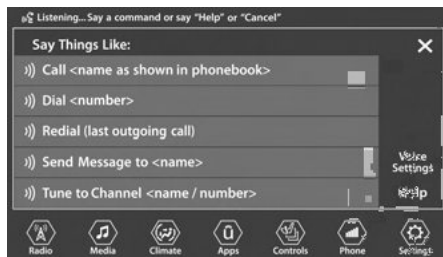 Listening... Say a command or say "Help" or "Cancel"
Say Things Like:
Call <name as shown in phonebook>
Dial <number>
Redial (last outgoing call)
Send Message to <name>
Tune to Channel <name / number>
Voice
Settings
Help
Radio
Media
Climate
Apps
Controls
Phone
Settings